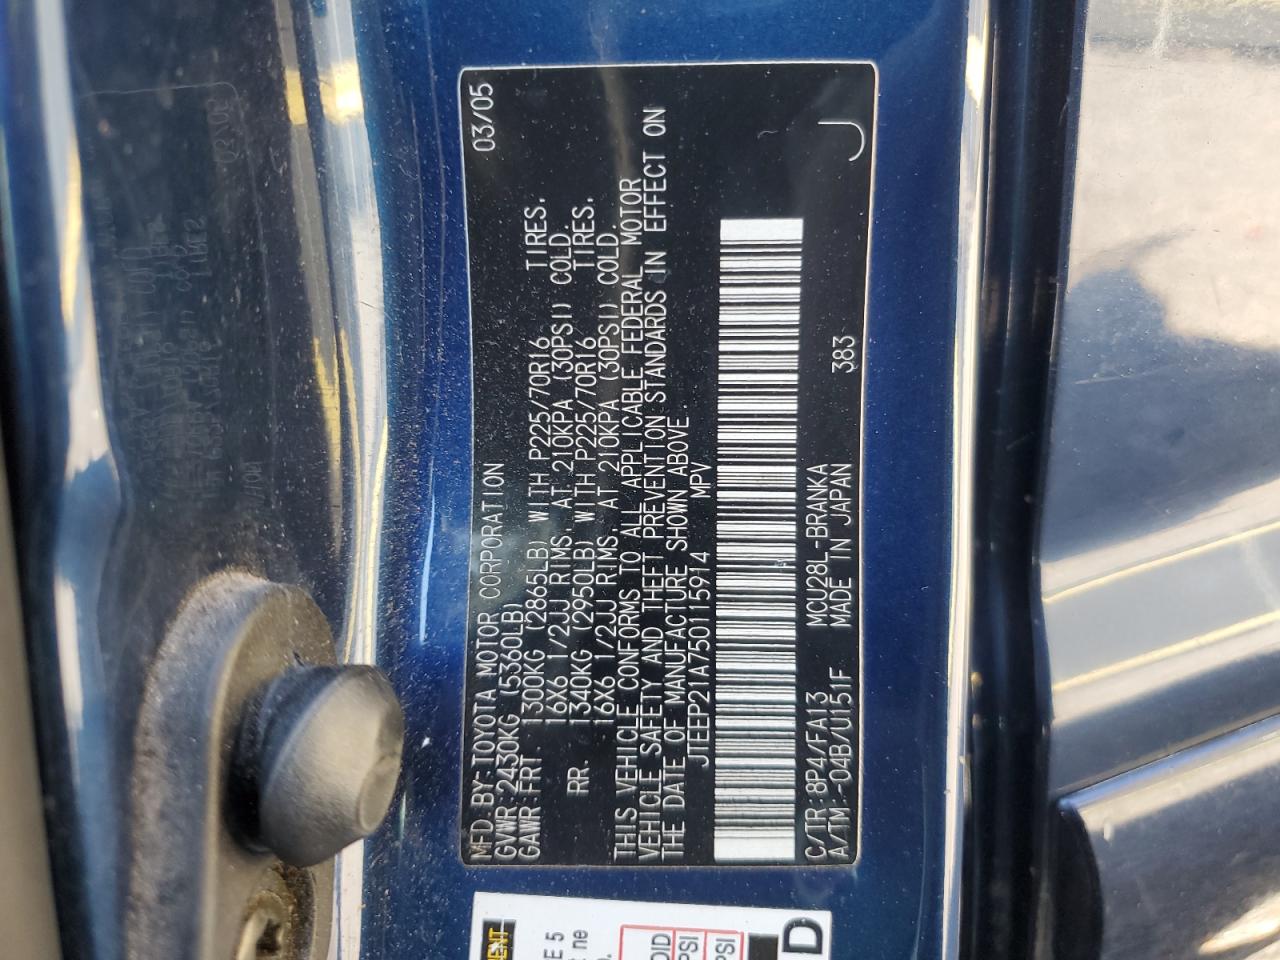 MFD. BY:TOYOTA MOTOR CORPORATION 03/05
GVWR:2430KG (5360LB)
GAWR:FRT. 1300KG (2865LB) WITH P225/70R16 TIRES,
16X6 1/2JJ RIMS, AT 210KPA (30PSI) COLD.
RR. 1340KG (2950LB) WITH P225/70R16 TIRES,
16X6 1/2JJ RIMS, AT 210KPA (30PSI) COLD.
THIS VEHICLE CONFORMS TO ALL APPLICABLE FEDERAL MOTOR
VEHICLE SAFETY AND THEFT PREVENTION STANDARDS IN EFFECT ON
THE DATE OF MANUFACTURE SHOWN ABOVE.
JTEEP21A750115914 MPV
C/TR:8P4/FA13 MCU28L-BRANKA
A/TM:-04B/U151F MADE IN JAPAN 383
J
E 5
ne
PSI
PSI
D